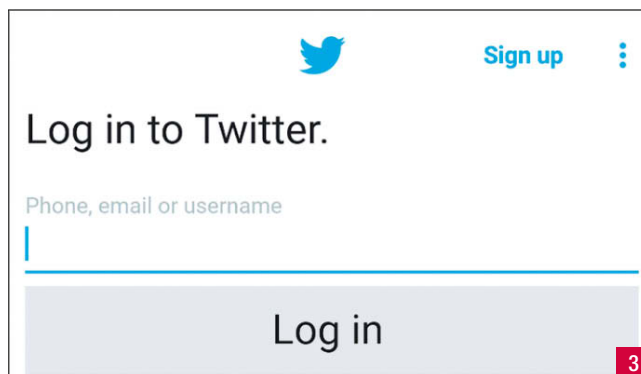 Sign up
Log in to Twitter.
Phone, email or username
Log in
3